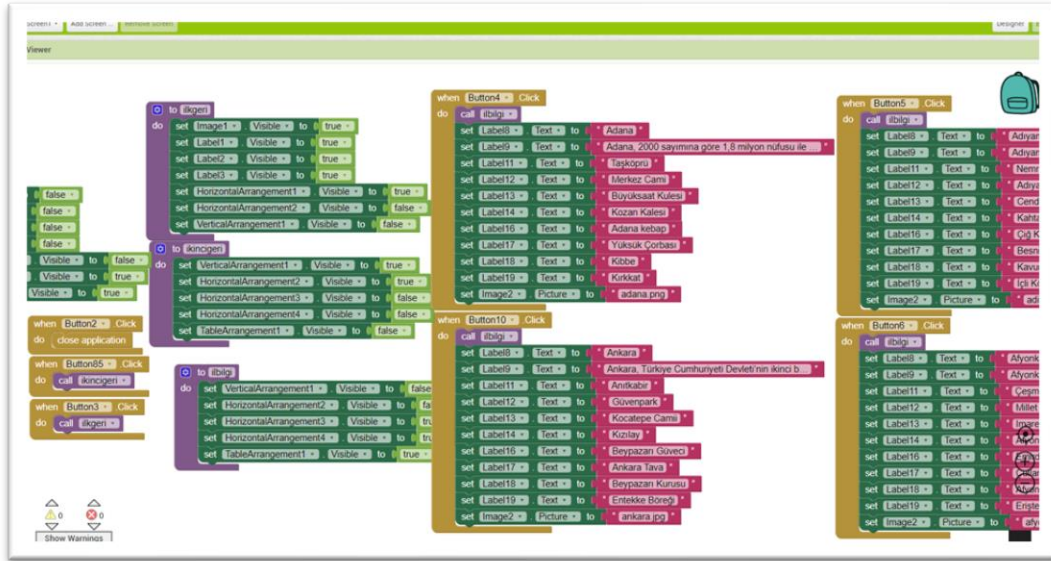 Screen1 Add Screen ... Remove Screen Designer
Viewer
false
false
false
false
Visible to false
Visible to true
Visible to true
when Button2 .Click
do close application
when Button85 .Click
do call ikincigeri
when Button3 .Click
do call ilkgeri
to ilkgeri
do set Image1 . Visible to true
set Label1 . Visible to true
set Label2 . Visible to true
set Label3 . Visible to true
set HorizontalArrangement1 . Visible to true
set HorizontalArrangement2 . Visible to false
set VerticalArrangement1 . Visible to false
to ikincigeri
do set VerticalArrangement1 . Visible to true
set HorizontalArrangement2 . Visible to true
set HorizontalArrangement3 . Visible to false
set HorizontalArrangement4 . Visible to false
set TableArrangement1 . Visible to false
to ilbilgi
do set VerticalArrangement1 . Visible to false
set HorizontalArrangement2 . Visible to
set HorizontalArrangement3 . Visible to
set HorizontalArrangement4 . Visible to
set TableArrangement1 . Visible to true
when Button4 .Click
do call ilbilgi
set Label8 . Text to " Adana "
set Label9 . Text to " Adana, 2000 sayımına göre 1,8 milyon nüfusu ile ... "
set Label11 . Text to " Taşköprü "
set Label12 . Text to " Merkez Cami "
set Label13 . Text to " Büyüksaat Kulesi "
set Label14 . Text to " Kozan Kalesi "
set Label16 . Text to " Adana kebap "
set Label17 . Text to " Yüksük Çorbası "
set Label18 . Text to " Kibbe "
set Label19 . Text to " Kırkkat "
set Image2 . Picture to " adana.png "
when Button10 .Click
do call ilbilgi
set Label8 . Text to " Ankara "
set Label9 . Text to " Ankara, Türkiye Cumhuriyeti Devleti'nin ikinci b... "
set Label11 . Text to " Anıtkabir "
set Label12 . Text to " Güvenpark "
set Label13 . Text to " Kocatepe Camii "
set Label14 . Text to " Kızılay "
set Label16 . Text to " Beypazarı Güveci "
set Label17 . Text to " Ankara Tava "
set Label18 . Text to " Beypazarı Kurusu "
set Label19 . Text to " Entekke Böreği "
set Image2 . Picture to " ankara.jpg "
when Button5 .Click
do call ilbilgi
set Label8 . Text to " Adıyar
set Label9 . Text to " Adıyar
set Label11 . Text to " Nemr
set Label12 . Text to " Adıya
set Label13 . Text to " Cend
set Label14 . Text to " Kahta
set Label16 . Text to " Çiğ K
set Label17 . Text to " Besn
set Label18 . Text to " Kavu
set Label19 . Text to " İçli K
set Image2 . Picture to " adi
when Button6 .Click
do call ilbilgi
set Label8 . Text to " Afyon
set Label9 . Text to " Afyonk
set Label11 . Text to " Çeşm
set Label12 . Text to " Millet
set Label13 . Text to " Imare
set Label14 . Text to
set Label16 . Text to
set Label17 . Text to
set Label18 . Text to
set Label19 . Text to " Erişte
set Image2 . Picture to " afy
0 0
Show Warnings